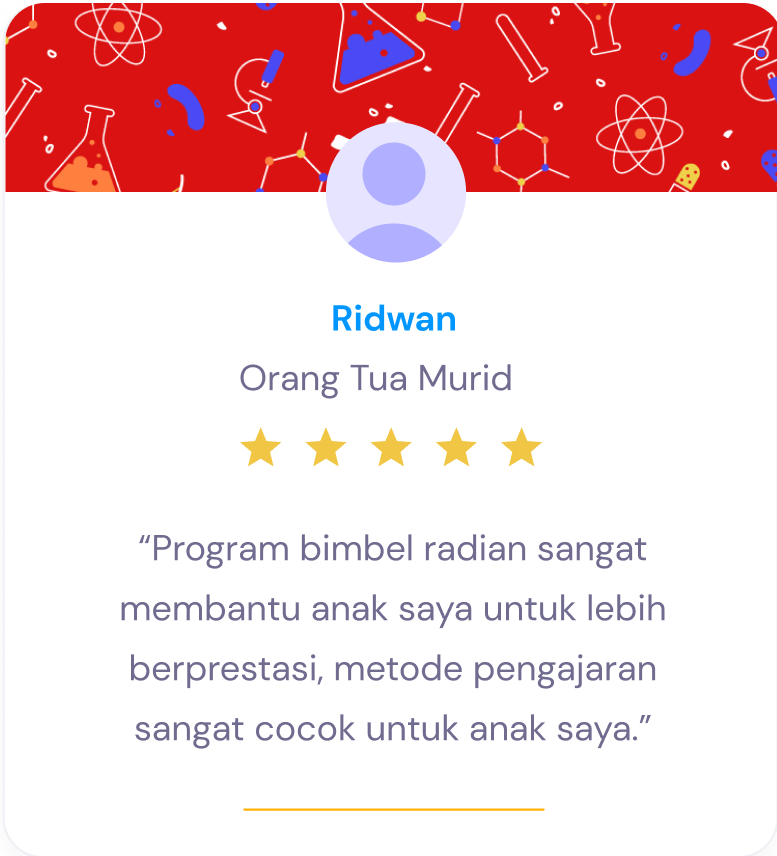 Ridwan
Orang Tua Murid
“Program bimbel radian sangat
membantu anak saya untuk lebih
berprestasi, metode pengajaran
sangat cocok untuk anak saya.”